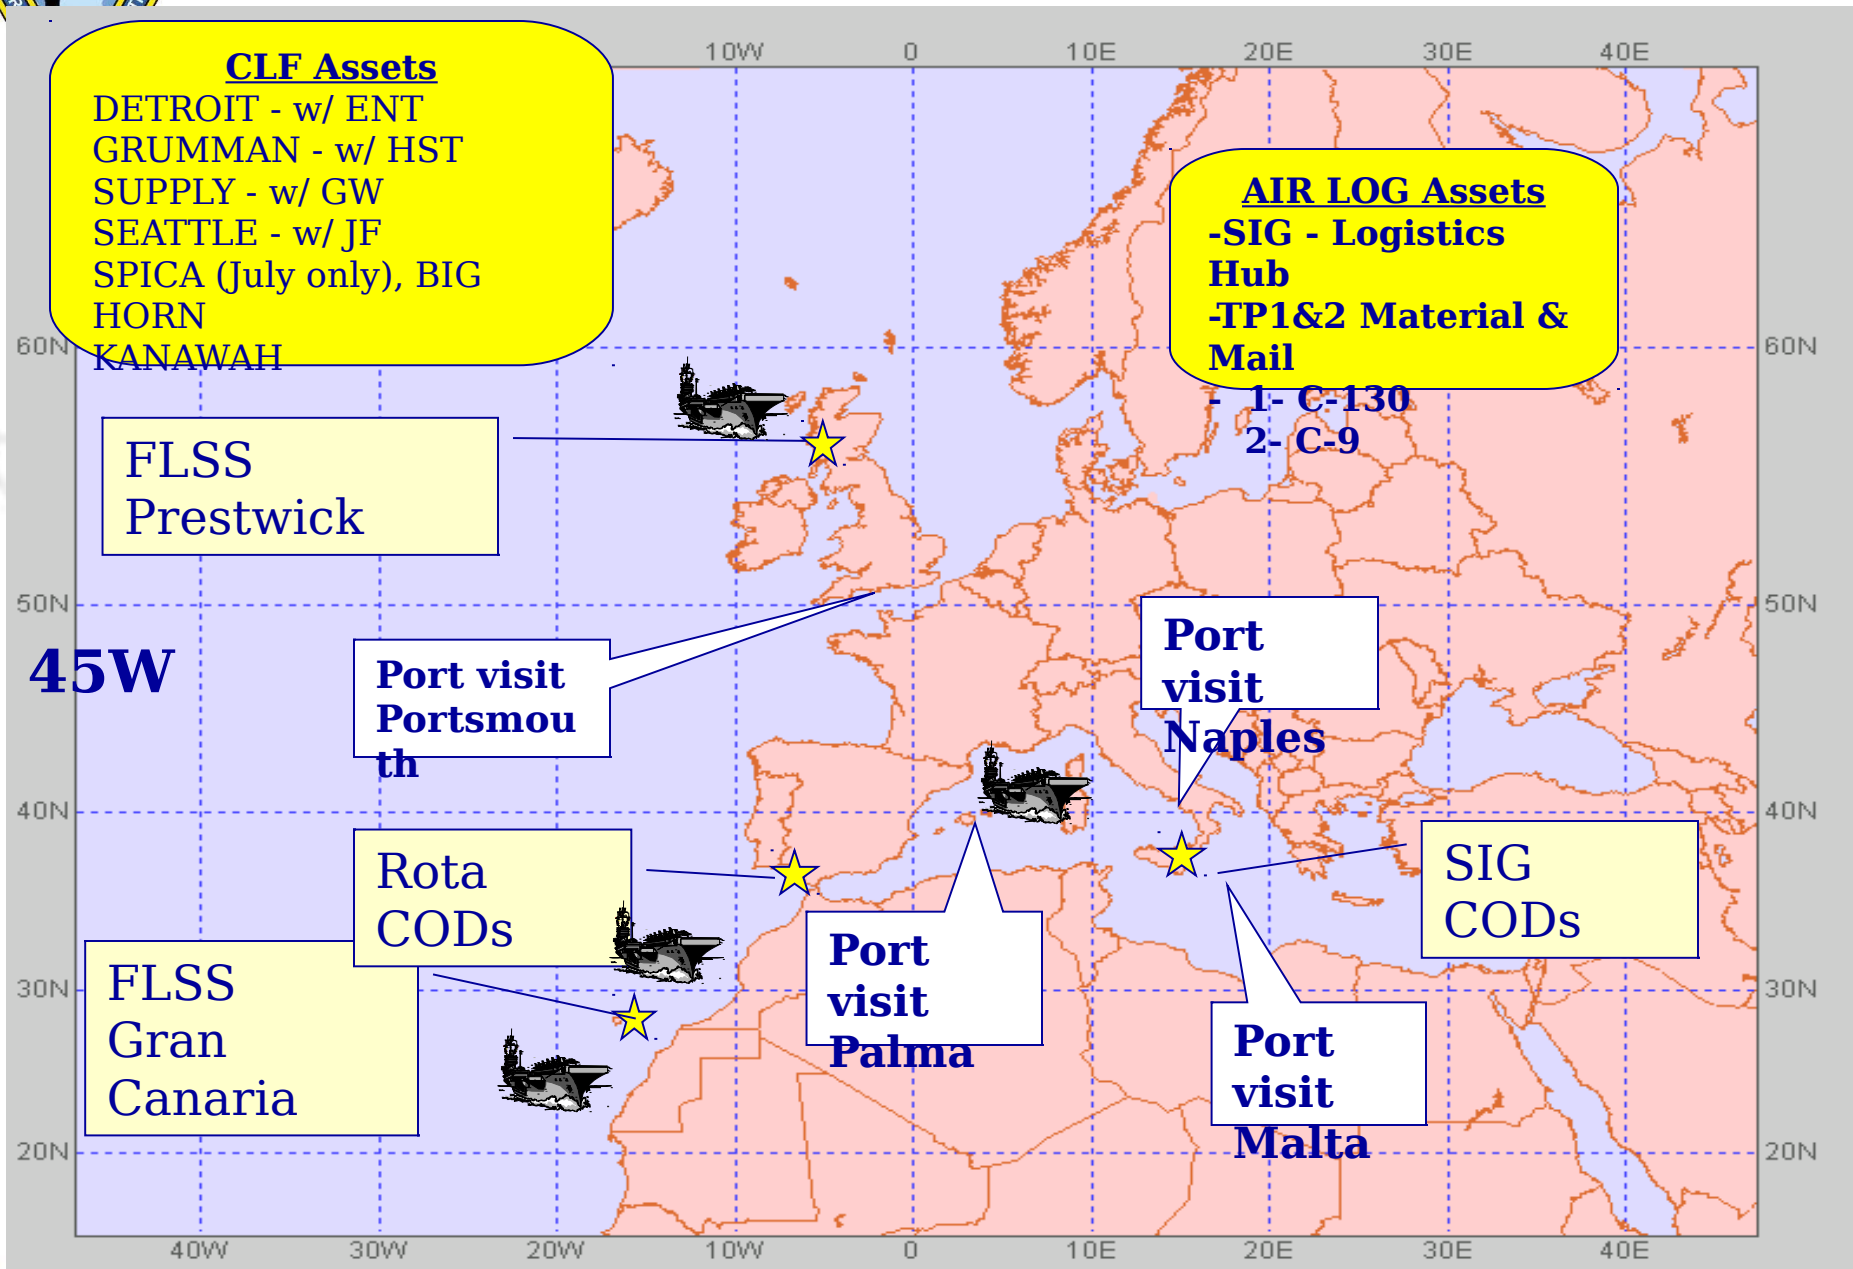 CLF Assets
DETROIT - w/ ENT
GRUMMAN - w/ HST
SUPPLY - w/ GW
SEATTLE - w/ JF
SPICA (July only), BIG
HORN
KANAWAH
10W 0 10E 20E 30E 40E
AIR LOG Assets
-SIG - Logistics
Hub
-TP1&2 Material &
Mail
- 1- C-130
2- C-9
60N 60N
FLSS
Prestwick
50N 50N
45W
Port visit
Portsmou
th
Port
visit
Naples
40N 40N
Rota
CODs
SIG
CODs
FLSS
Gran
Canaria
Port
visit
Palma
30N 30N
Port
visit
Malta
20N 20N
40W 30W 20W 10W 0 10E 20E 30E 40E